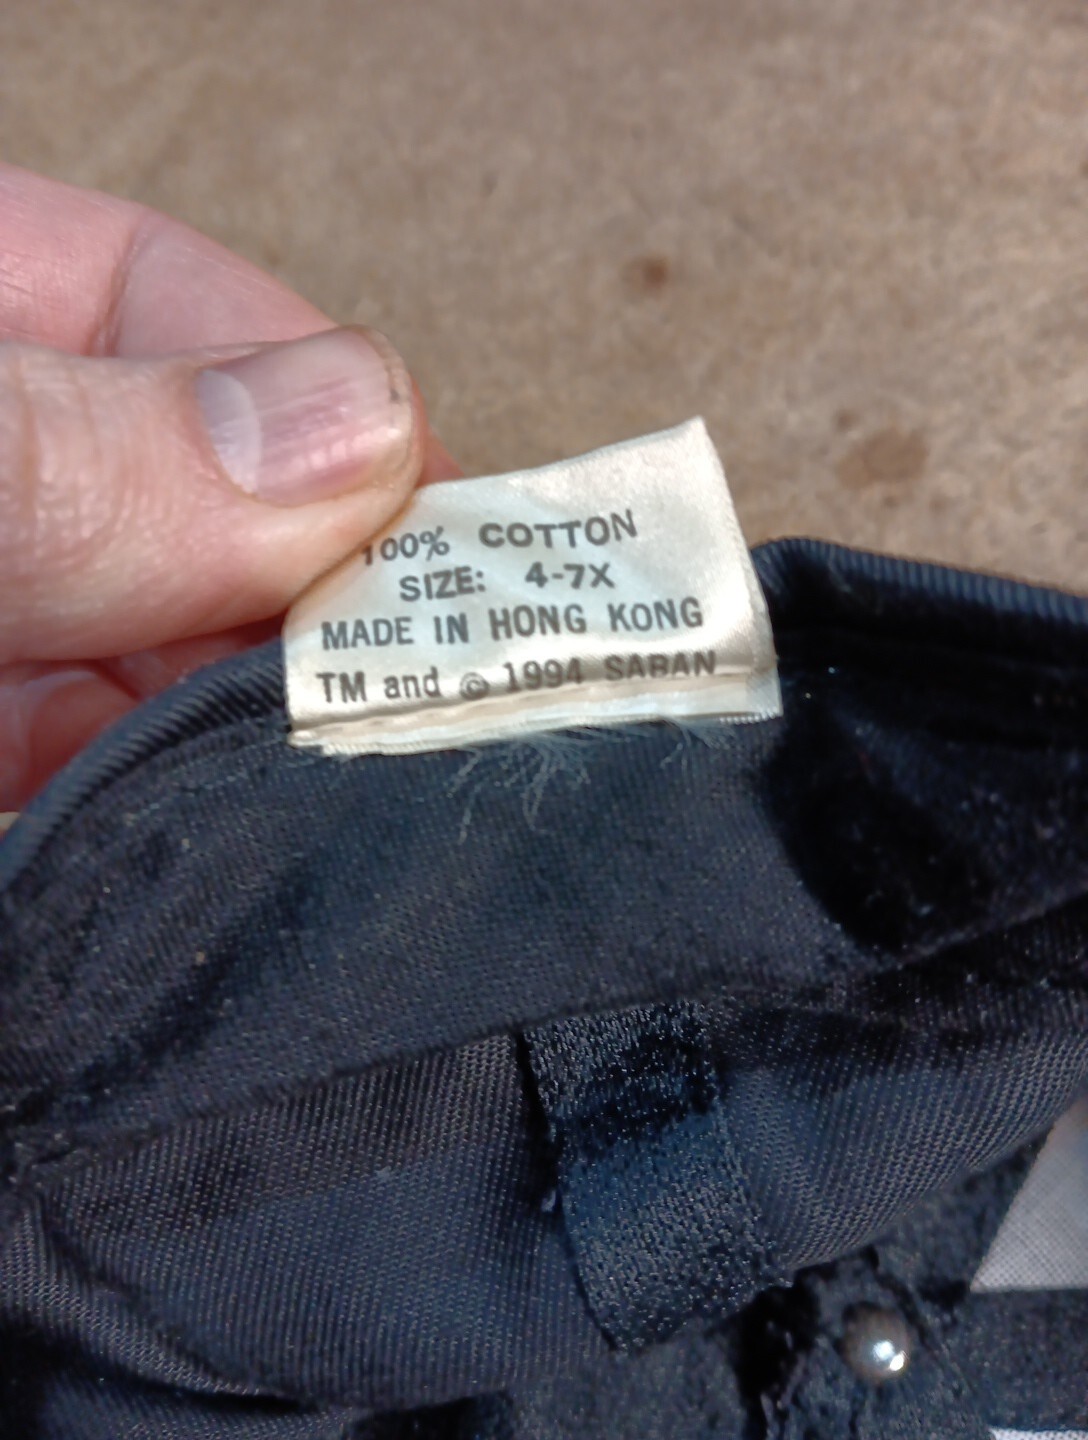 100% COTTON
SIZE: 4-7X
MADE IN HONG KONG
TM and © 1994 SABAN